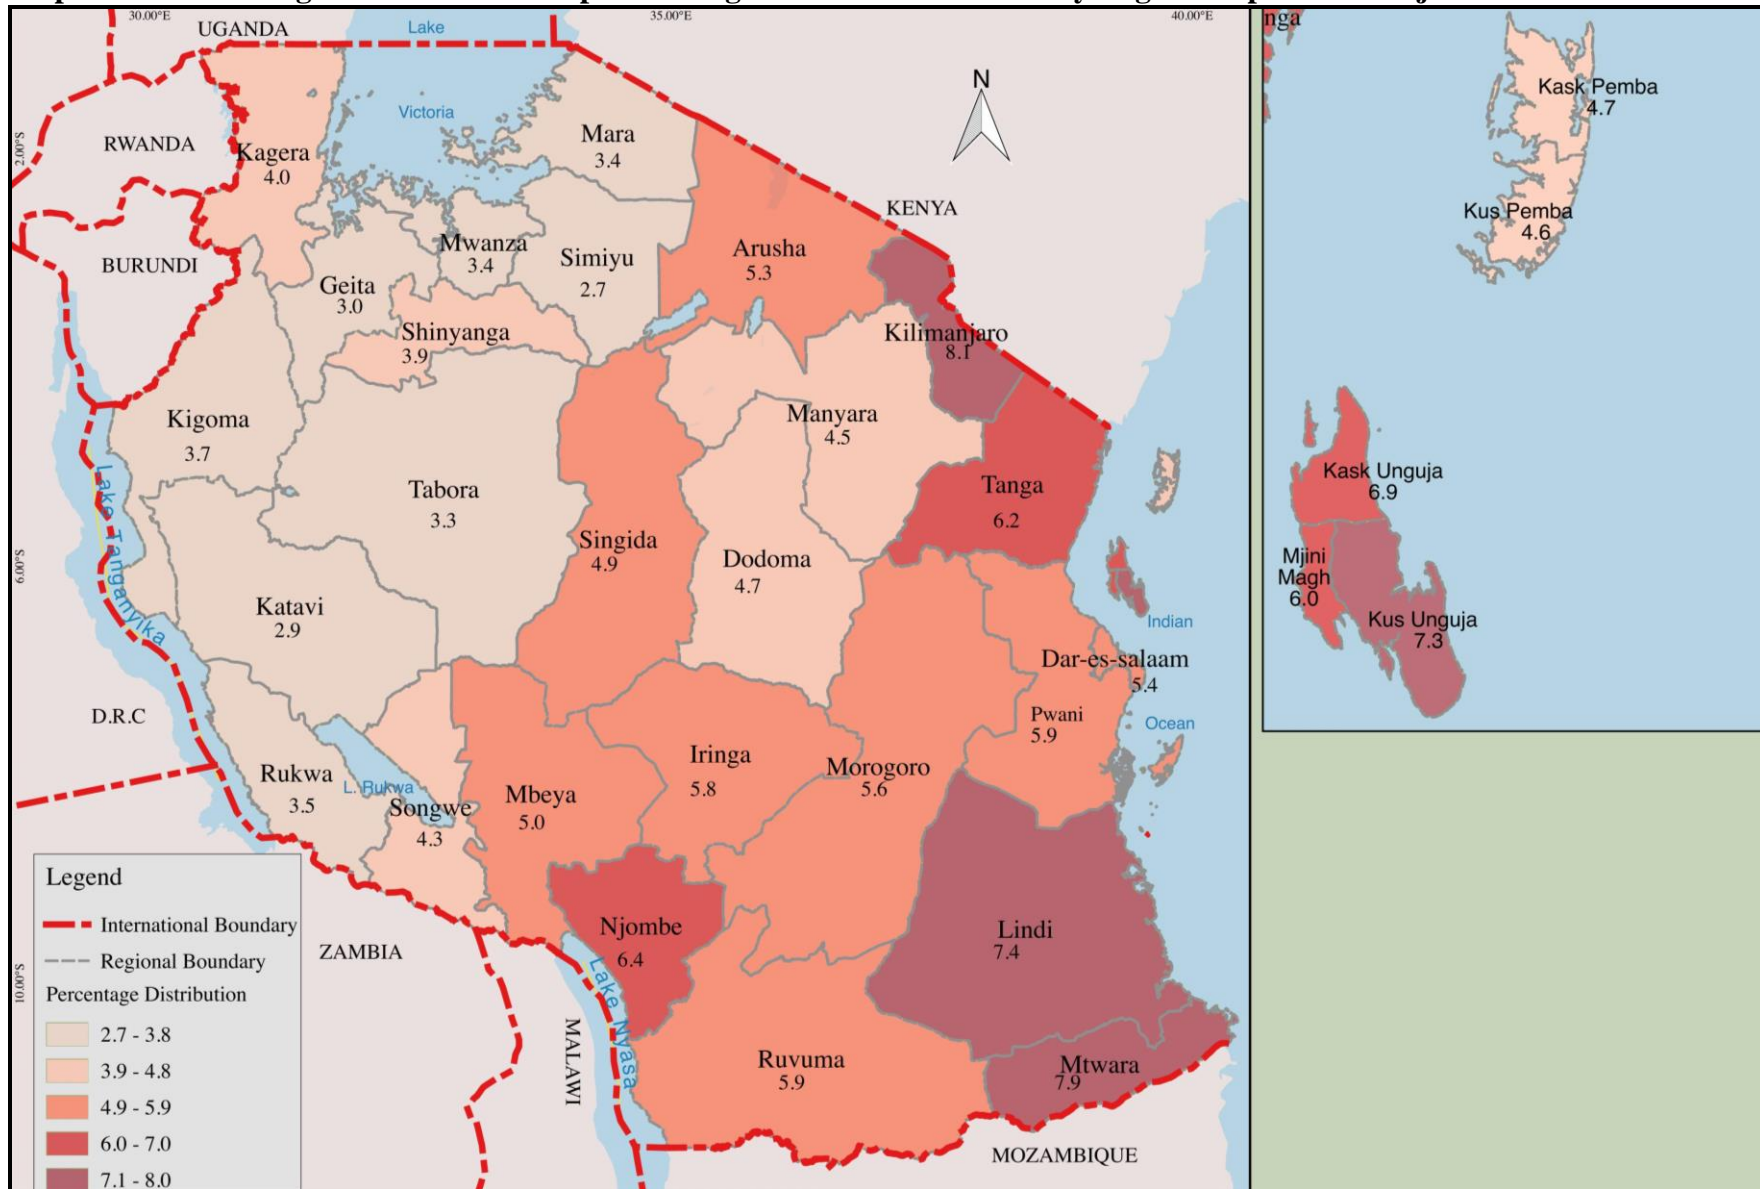 30.00°E
35.00°E
40.00°E
UGANDA
Lake
nga
N
Kask Pemba
4.7
Victoria
Mara
3.4
2.00°S
RWANDA
Kagera
4.0
KENYA
Kus Pemba
4.6
Mwanza
3.4
Arusha
5.3
BURUNDI
Simiyu
2.7
Geita
3.0
Shinyanga
3.9
Kilimanjaro
8.1
Kigoma
3.7
Manyara
4.5
Kask Unguja
6.9
Tabora
3.3
Tanga
6.2
Lake Tanganyika
Singida
4.9
6.00°S
Dodoma
4.7
Mjini
Magh
6.0
Katavi
2.9
Indian
Kus Unguja
7.3
Dar-es-salaam
5.4
D.R.C
Pwani
5.9
Ocean
Iringa
5.8
Morogoro
5.6
Rukwa
3.5
L. Rukwa
Songwe
4.3
Mbeya
5.0
Legend
International Boundary
Regional Boundary
Percentage Distribution
2.7 - 3.8
3.9 - 4.8
4.9 - 5.9
6.0 - 7.0
7.1 - 8.0
ZAMBIA
Njombe
6.4
Lindi
7.4
10.00°S
Lake Nyasa
MALAWI
Ruvuma
5.9
Mtwara
7.9
MOZAMBIQUE